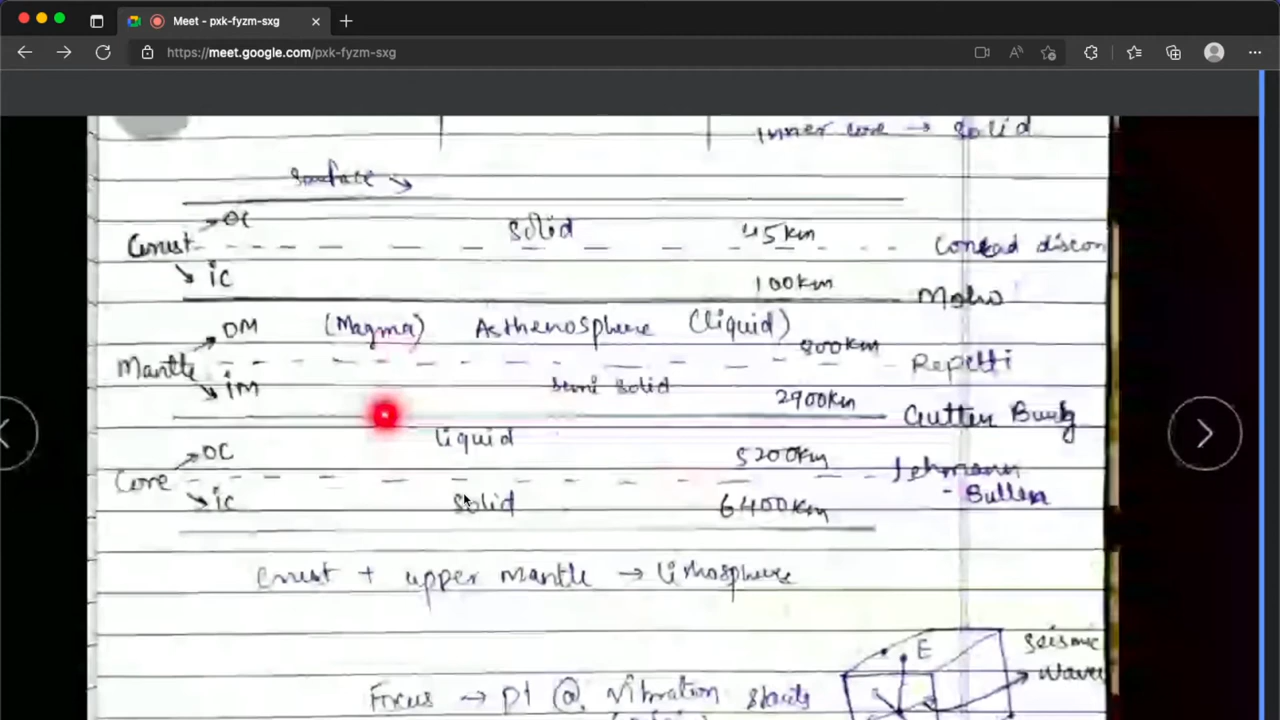 Meet - pxk-fyzm-sxg
https://meet.google.com/pxk-fyzm-sxg
inner core → solid
Surface
Crust OC solid 45km Conrad discon
ic 100km Moho
OM (Magma) Asthenosphere (liquid) 800km
Mantle Repetti
iM semi solid 2900km Gutten Burg
liquid
Core OC 5200km Lehmann
ic solid 6400km - Bullen
Crust + upper mantle → lithosphere
E seismic
waves
Focus → pt @ vibration starts